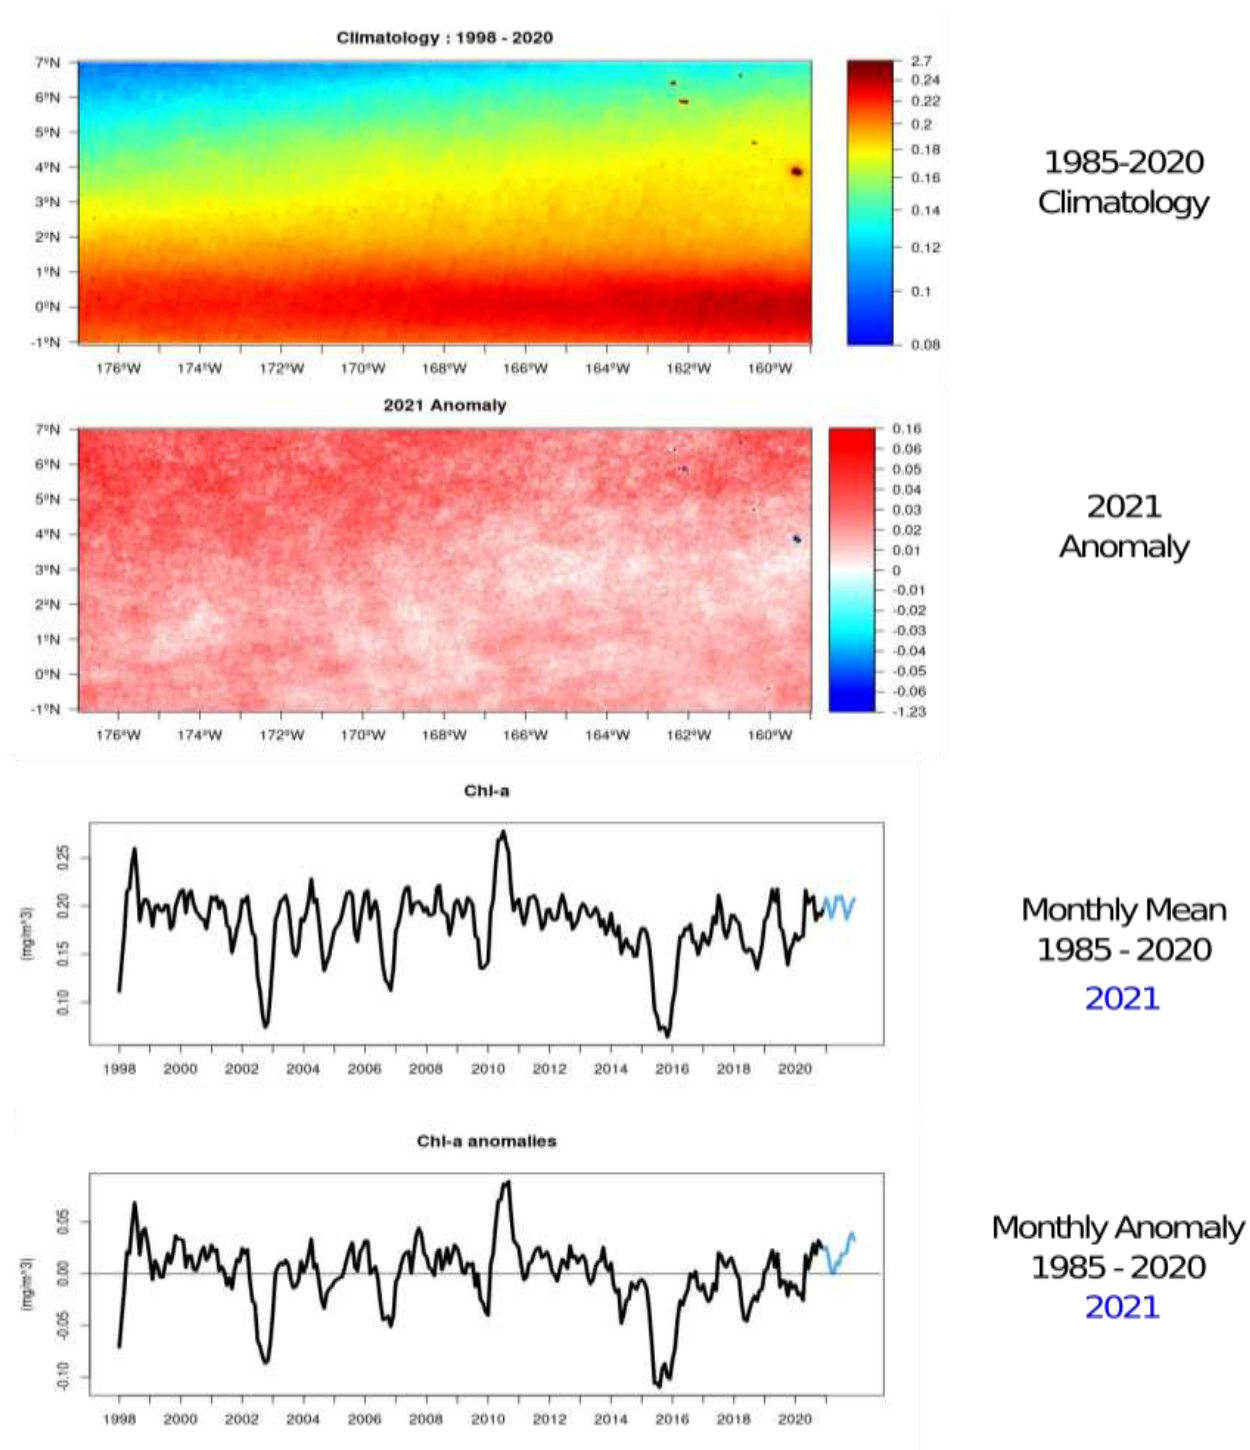 Climatology : 1998 - 2020
7°N
6°N
5°N
4°N
3°N
2°N
1°N
0°N
-1°N
176°W 174°W 172°W 170°W 168°W 166°W 164°W 162°W 160°W
2.7
0.24
0.22
0.2
0.18
0.16
0.14
0.12
0.1
0.08
1985-2020
Climatology
2021 Anomaly
7°N
6°N
5°N
4°N
3°N
2°N
1°N
0°N
-1°N
176°W 174°W 172°W 170°W 168°W 166°W 164°W 162°W 160°W
0.16
0.06
0.05
0.04
0.03
0.02
0.01
0
-0.01
-0.02
-0.03
-0.04
-0.05
-0.06
-1.23
2021
Anomaly
Chl-a
(mg/m^3)
0.25
0.20
0.15
0.10
1998 2000 2002 2004 2006 2008 2010 2012 2014 2016 2018 2020
Monthly Mean
1985 - 2020
2021
Chl-a anomalies
(mg/m^3)
0.05
0.00
-0.05
-0.10
1998 2000 2002 2004 2006 2008 2010 2012 2014 2016 2018 2020
Monthly Anomaly
1985 - 2020
2021